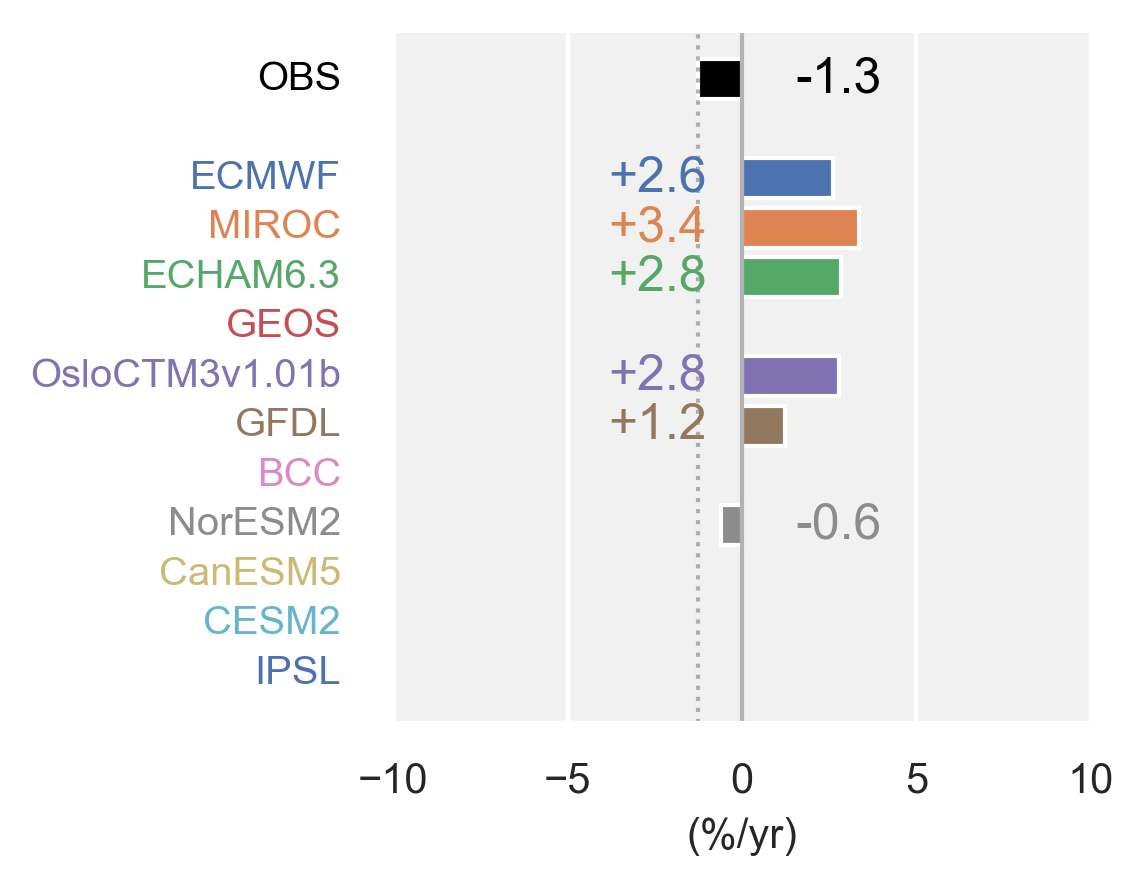 OBS -1.3
ECMWF +2.6
MIROC +3.4
ECHAM6.3 +2.8
GEOS
OsloCTM3v1.01b +2.8
GFDL +1.2
BCC
NorESM2 -0.6
CanESM5
CESM2
IPSL
−10 −5 0 5 10
(%/yr)